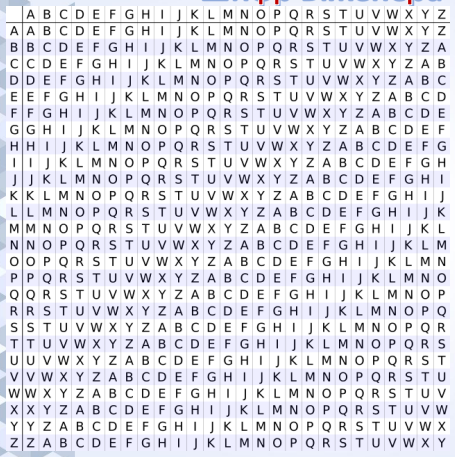 A B C D E F G H I J K L M N O P Q R S T U V W X Y Z
A A B C D E F G H I J K L M N O P Q R S T U V W X Y Z
B B C D E F G H I J K L M N O P Q R S T U V W X Y Z A
C C D E F G H I J K L M N O P Q R S T U V W X Y Z A B
D D E F G H I J K L M N O P Q R S T U V W X Y Z A B C
E E F G H I J K L M N O P Q R S T U V W X Y Z A B C D
F F G H I J K L M N O P Q R S T U V W X Y Z A B C D E
G G H I J K L M N O P Q R S T U V W X Y Z A B C D E F
H H I J K L M N O P Q R S T U V W X Y Z A B C D E F G
I I J K L M N O P Q R S T U V W X Y Z A B C D E F G H
J J K L M N O P Q R S T U V W X Y Z A B C D E F G H I
K K L M N O P Q R S T U V W X Y Z A B C D E F G H I J
L L M N O P Q R S T U V W X Y Z A B C D E F G H I J K
M M N O P Q R S T U V W X Y Z A B C D E F G H I J K L
N N O P Q R S T U V W X Y Z A B C D E F G H I J K L M
O O P Q R S T U V W X Y Z A B C D E F G H I J K L M N
P P Q R S T U V W X Y Z A B C D E F G H I J K L M N O
Q Q R S T U V W X Y Z A B C D E F G H I J K L M N O P
R R S T U V W X Y Z A B C D E F G H I J K L M N O P Q
S S T U V W X Y Z A B C D E F G H I J K L M N O P Q R
T T U V W X Y Z A B C D E F G H I J K L M N O P Q R S
U U V W X Y Z A B C D E F G H I J K L M N O P Q R S T
V V W X Y Z A B C D E F G H I J K L M N O P Q R S T U
W W X Y Z A B C D E F G H I J K L M N O P Q R S T U V
X X Y Z A B C D E F G H I J K L M N O P Q R S T U V W
Y Y Z A B C D E F G H I J K L M N O P Q R S T U V W X
Z Z A B C D E F G H I J K L M N O P Q R S T U V W X Y